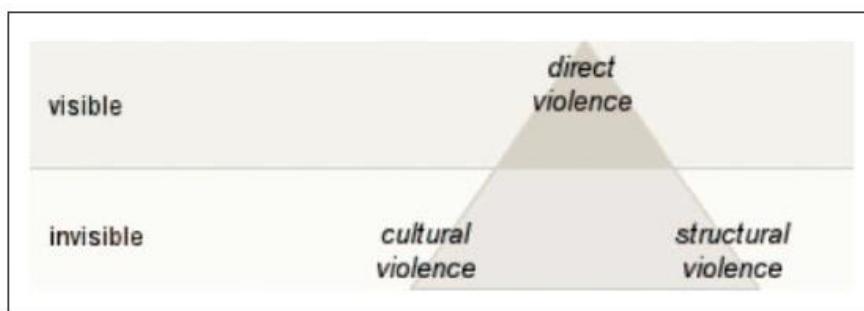 direct
violence
visible
invisible
cultural
violence
structural
violence